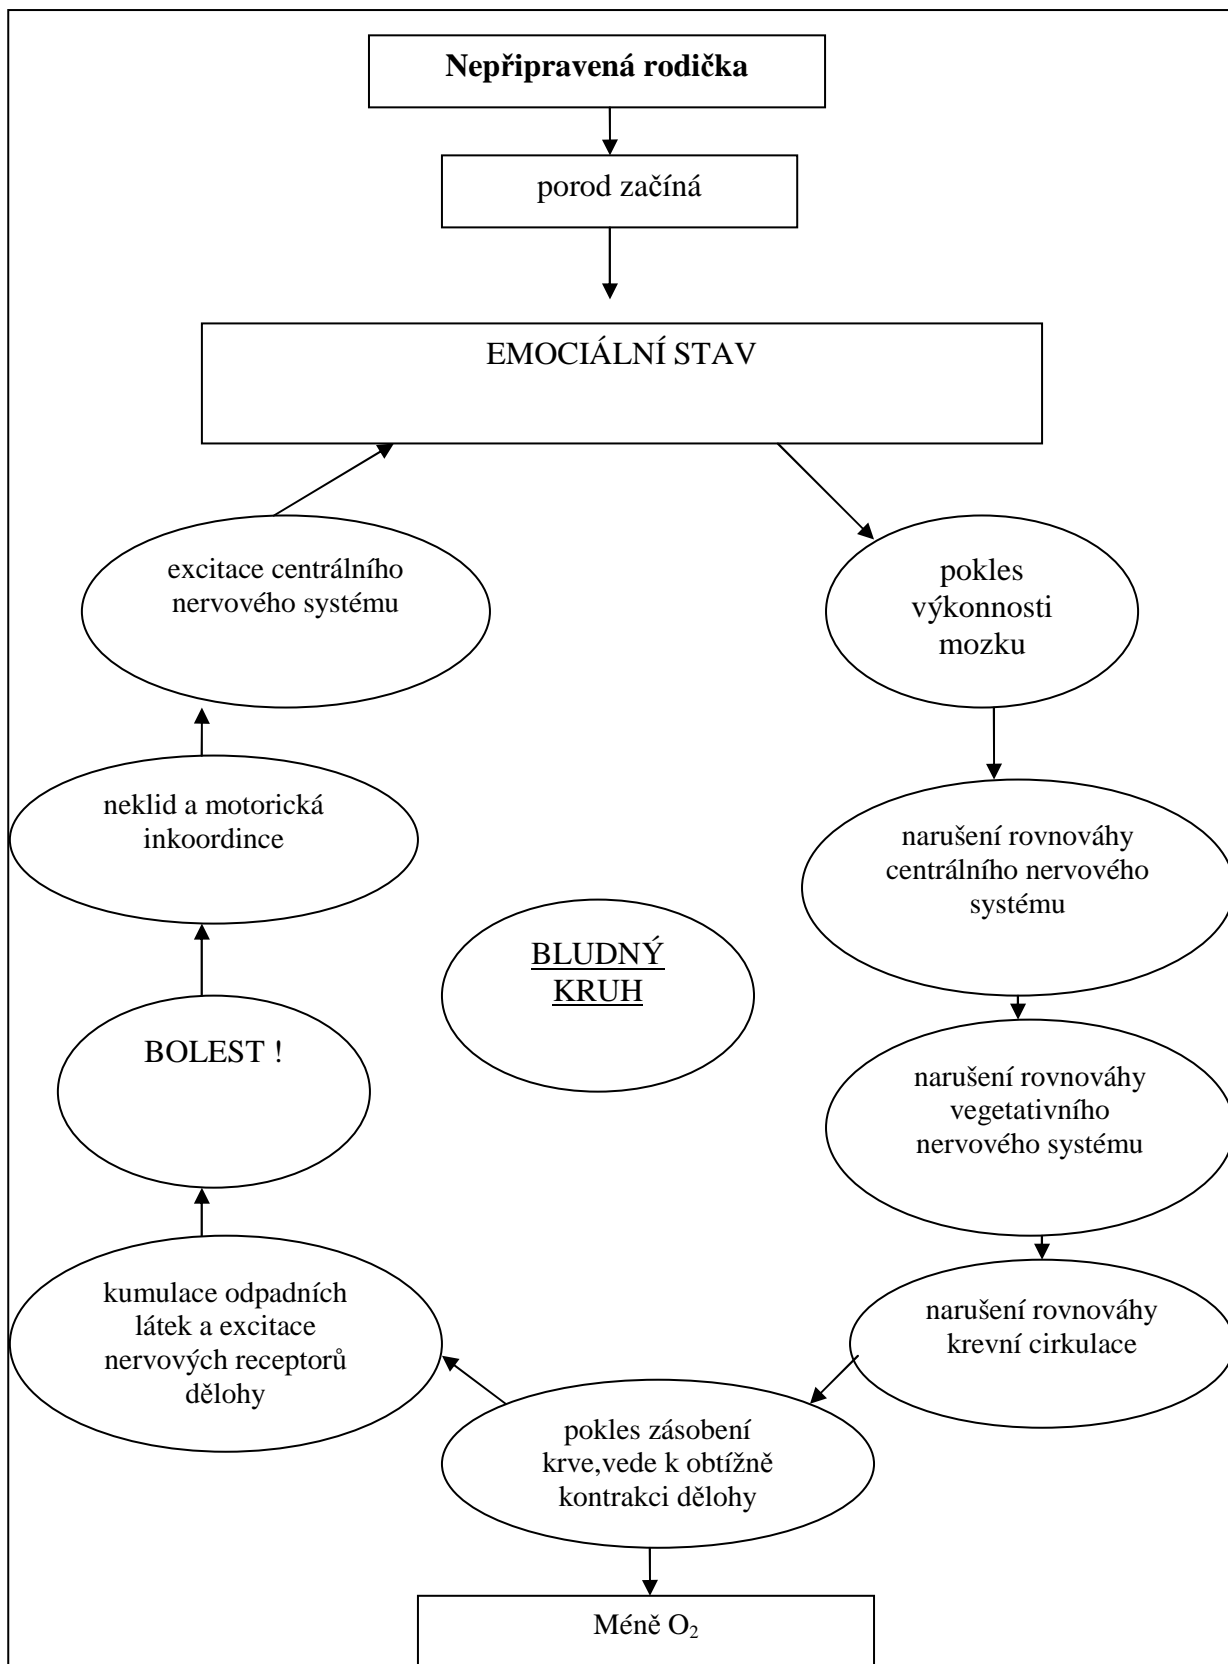 Nepřipravená rodička
porod začíná
EMOCIÁLNÍ STAV
excitace centrálního
nervového systému
pokles
výkonnosti
mozku
neklid a motorická
inkoordince
narušení rovnováhy
centrálního nervového
systému
BLUDNÝ
KRUH
BOLEST !
narušení rovnováhy
vegetativního
nervového systému
kumulace odpadních
látek a excitace
nervových receptorů
dělohy
narušení rovnováhy
krevní cirkulace
pokles zásobení
krve,vede k obtížně
kontrakci dělohy
Méně O₂